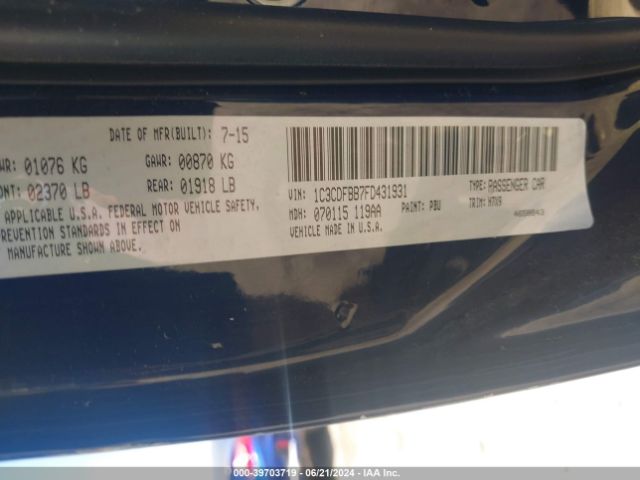 DATE OF MFR(BUILT): 7-15
WR: 01076 KG GAWR: 00870 KG
ONT: 02370 LB REAR: 01918 LB
APPLICABLE U.S.A. FEDERAL MOTOR VEHICLE SAFETY,
REVENTION STANDARDS IN EFFECT ON
MANUFACTURE SHOWN ABOVE.
VIN: 1C3CDFBB7FD431931 TYPE: PASSENGER CAR
MDH: 070115 119AA PAINT: PBU TRIM:
VEHICLE MADE IN U.S.A.
000-39703719 - 06/21/2024 - IAA Inc.